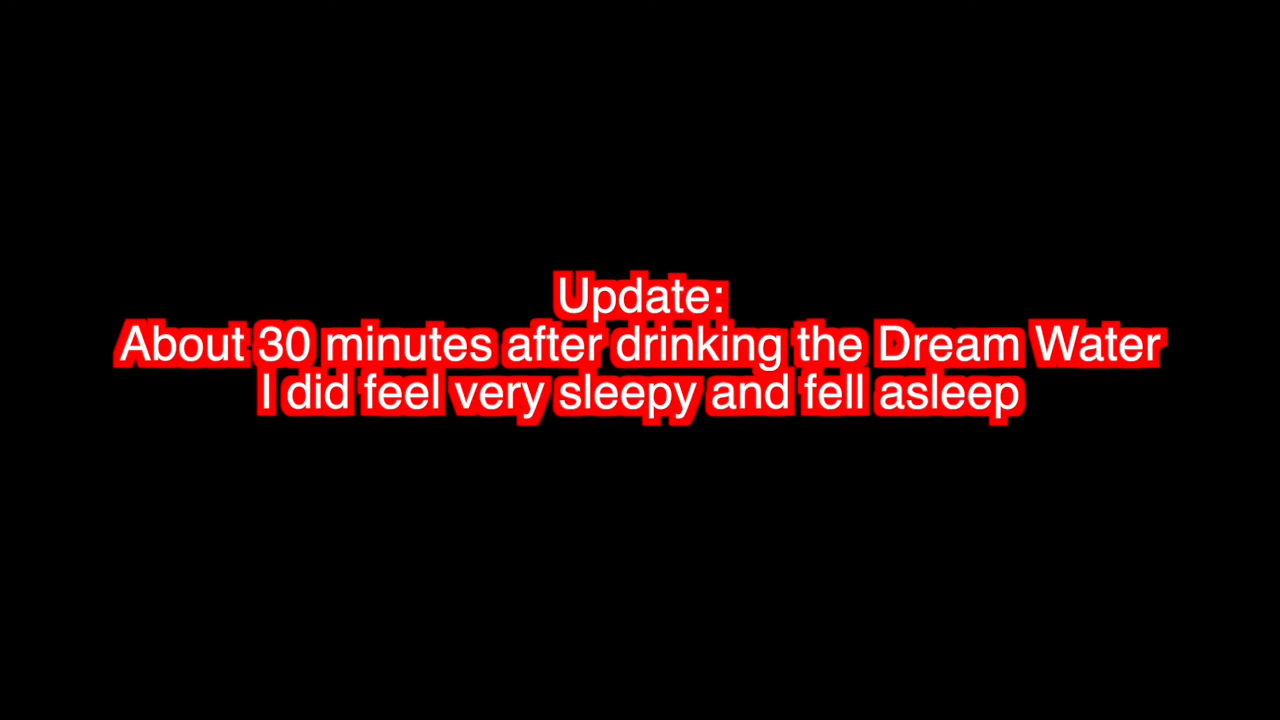 Update:
About 30 minutes after drinking the Dream Water
I did feel very sleepy and fell asleep